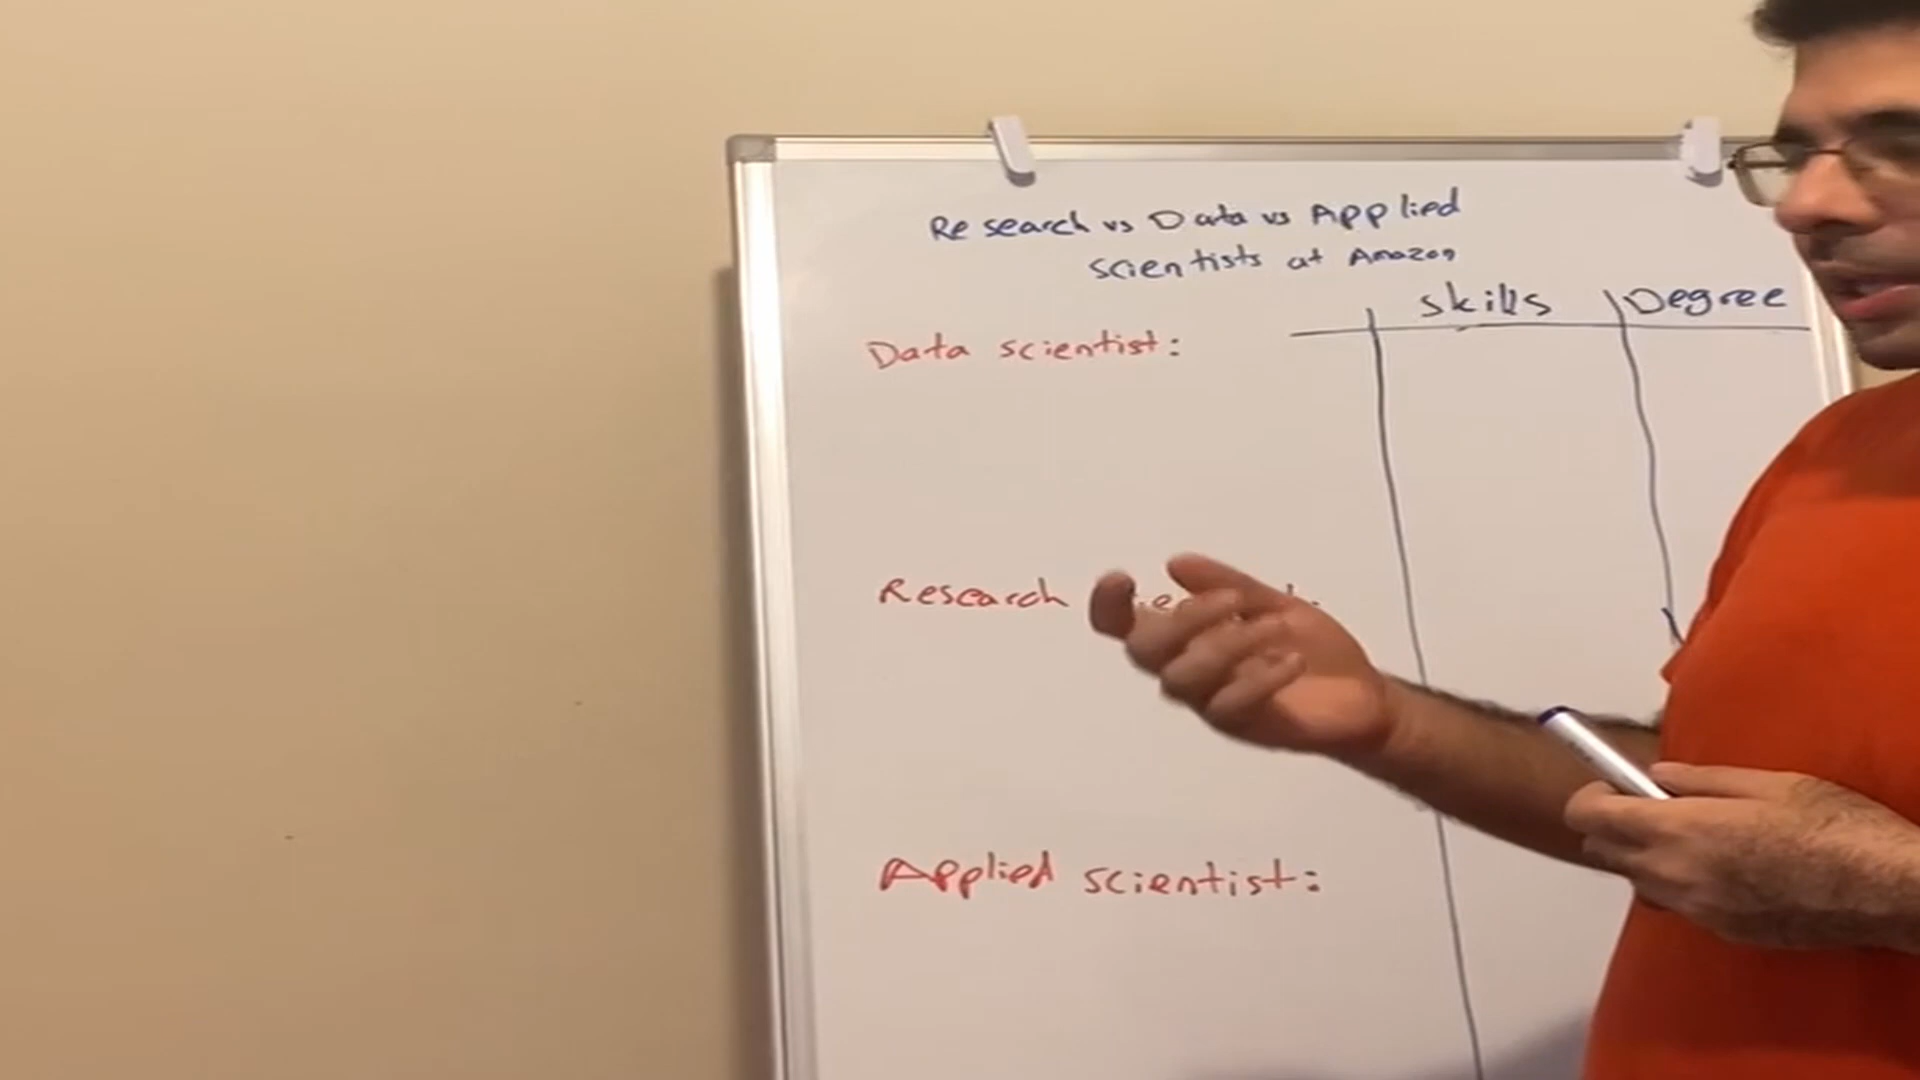 Research vs Data vs Applied
scientists at Amazon
skills Degree
Data scientist:
Research
Applied scientist: